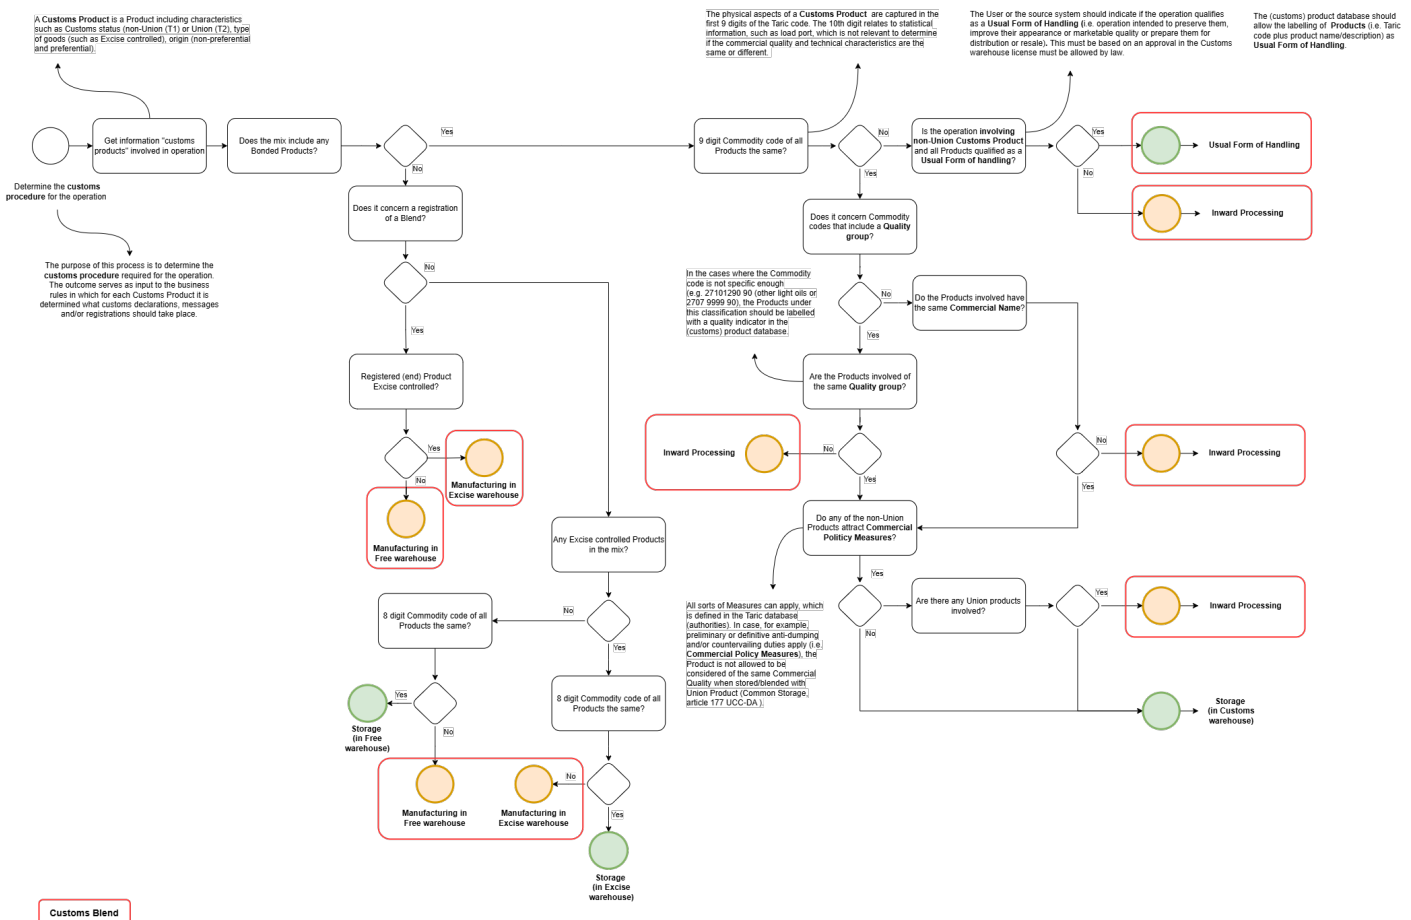 A Customs Product is a Product including characteristics
such as Customs status (non-Union (T1) or Union (T2), type
of goods (such as Excise controlled), origin (non-preferential
and preferential).
The physical aspects of a Customs Product are captured in the
first 9 digits of the Taric code. The 10th digit relates to statistical
information, such as load port, which is not relevant to determine
if the commercial quality and technical characteristics are the
same or different.
The User or the source system should indicate if the operation qualifies
as a Usual Form of Handling (i.e. operation intended to preserve them,
improve their appearance or marketable quality or prepare them for
distribution or resale). This must be based on an approval in the Customs
warehouse license must be allowed by law.
The (customs) product database should
allow the labelling of Products (i.e. Taric
code plus product name/description) as
Usual Form of Handling.
Determine the customs
procedure for the operation
Get information "customs
products" involved in operation
Does the mix include any
Bonded Products?
Yes
No
9 digit Commodity code of all
Products the same?
No
Yes
Is the operation involving
non-Union Customs Product
and all Products qualified as a
Usual Form of handling?
Yes
No
Usual Form of Handling
Inward Processing
The purpose of this process is to determine the
customs procedure required for the operation.
The outcome serves as input to the business
rules in which for each Customs Product it is
determined what customs declarations, messages
and/or registrations should take place.
Does it concern a registration
of a Blend?
No
Yes
Does it concern Commodity
codes that include a Quality
group?
No
Yes
In the cases where the Commodity
code is not specific enough
(e.g. 27101290 90 (other light oils or
2707 9999 90), the Products under
this classification should be labelled
with a quality indicator in the
(customs) product database.
Do the Products involved have
the same Commercial Name?
Registered (end) Product
Excise controlled?
Yes
No
Manufacturing in
Excise warehouse
Manufacturing in
Free warehouse
Are the Products involved of
the same Quality group?
No
Yes
Inward Processing
No
Yes
Inward Processing
Any Excise controlled Products
in the mix?
No
Yes
Do any of the non-Union
Products attract Commercial
Politicy Measures?
Yes
No
All sorts of Measures can apply, which
is defined in the Taric database
(authorities). In case, for example,
preliminary or definitive anti-dumping
and/or countervailing duties apply (i.e.
Commercial Policy Measures), the
Product is not allowed to be
considered of the same Commercial
Quality when stored/blended with
Union Product (Common Storage,
article 177 UCC-DA ).
Are there any Union products
involved?
Yes
Inward Processing
Storage
(in Customs
warehouse)
8 digit Commodity code of all
Products the same?
Yes
No
Storage
(in Free
warehouse)
8 digit Commodity code of all
Products the same?
No
Yes
Manufacturing in
Free warehouse
Manufacturing in
Excise warehouse
Storage
(in Excise
warehouse)
Customs Blend